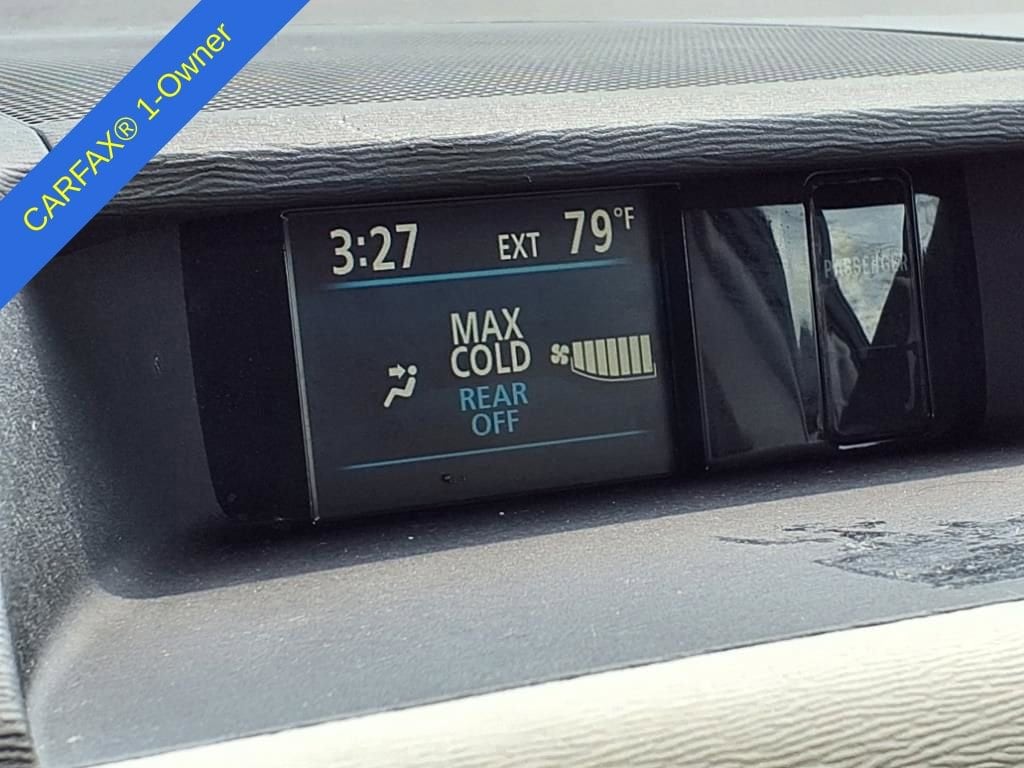 CARFAX® 1-Owner
3:27 EXT 79°F
MAX
COLD
REAR
OFF
PASSENGER